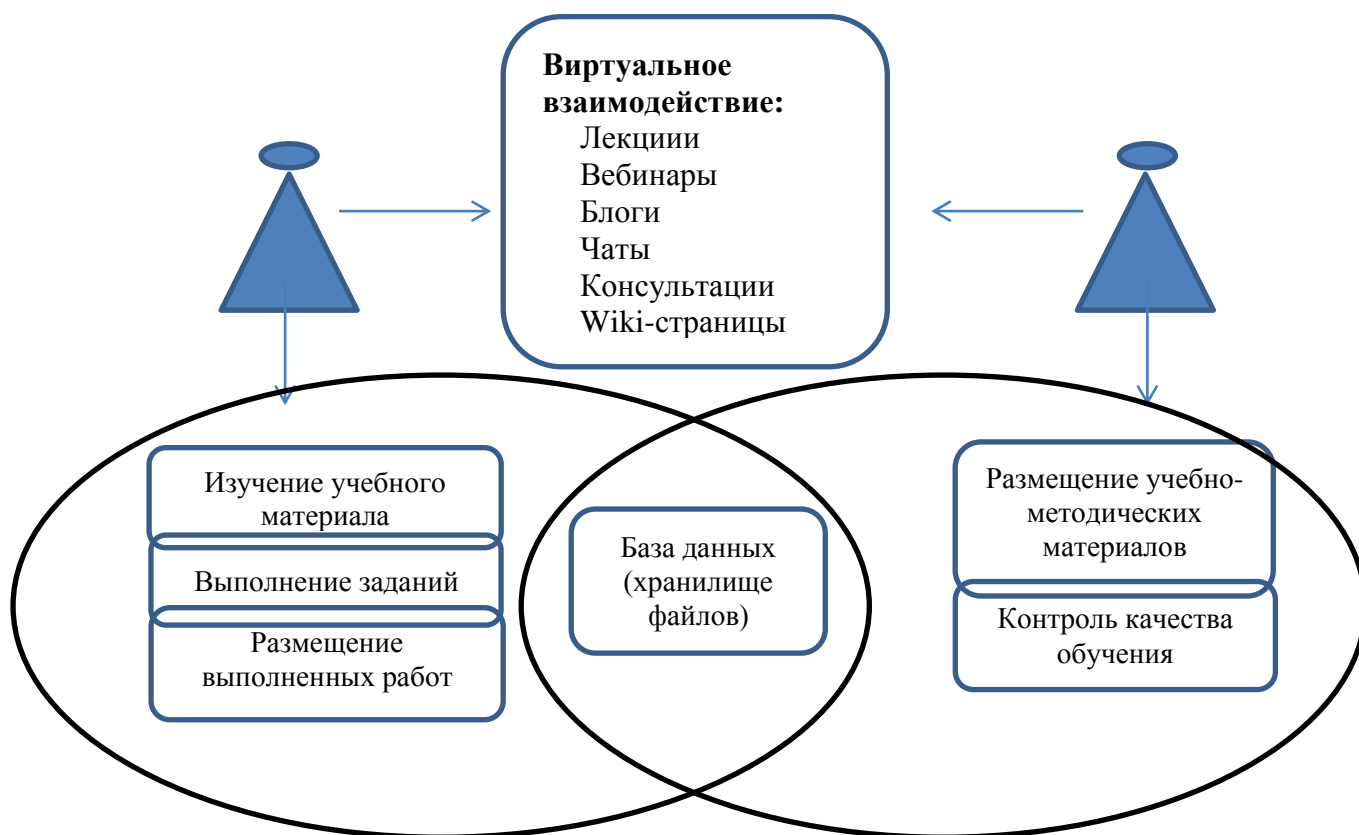 Виртуальное
взаимодействие:
Лекциии
Вебинары
Блоги
Чаты
Консультации
Wiki-страницы
Изучение учебного
материала
Выполнение заданий
Размещение
выполненных работ
База данных
(хранилище
файлов)
Размещение учебно-
методических
материалов
Контроль качества
обучения